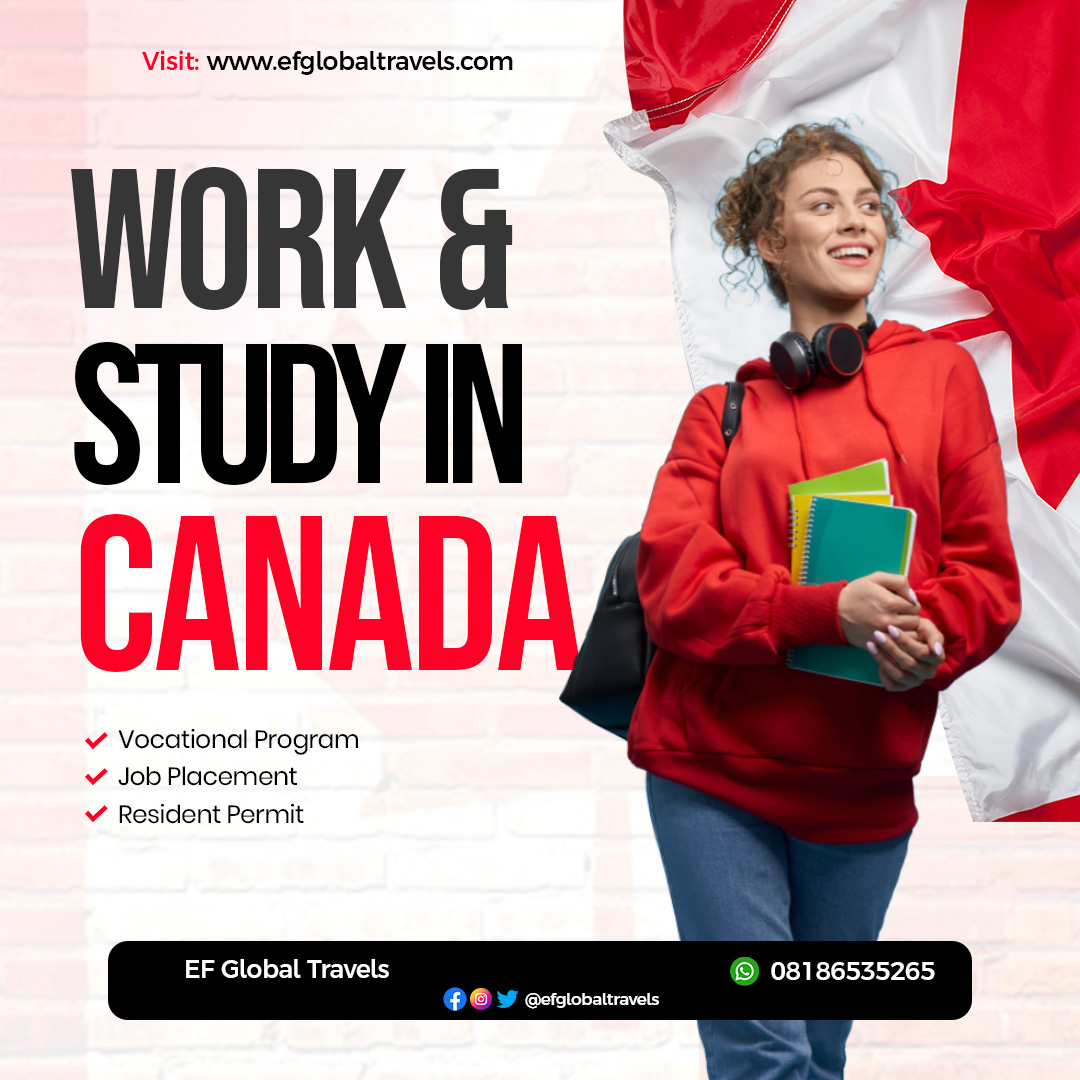 Visit: www.efglobaltravels.com
WORK &
STUDY IN
CANADA
Vocational Program
Job Placement
Resident Permit
EF Global Travels
08186535265
@efglobaltravels